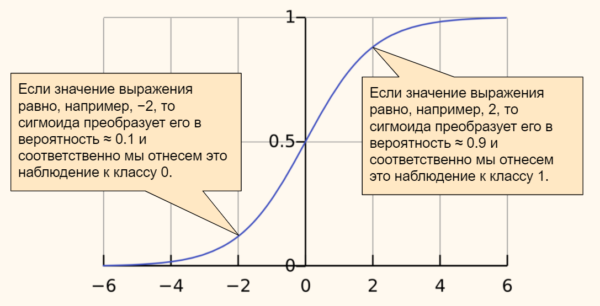 1
Если значение выражения
равно, например, −2, то
сигмоида преобразует его в
вероятность ≈ 0.1 и
соответственно мы отнесем это
наблюдение к классу 0.
Если значение выражения
равно, например, 2, то
сигмоида преобразует его в
вероятность ≈ 0.9 и
соответственно мы отнесем
это наблюдение к классу 1.
0.5
0
−6 −4 −2 0 2 4 6